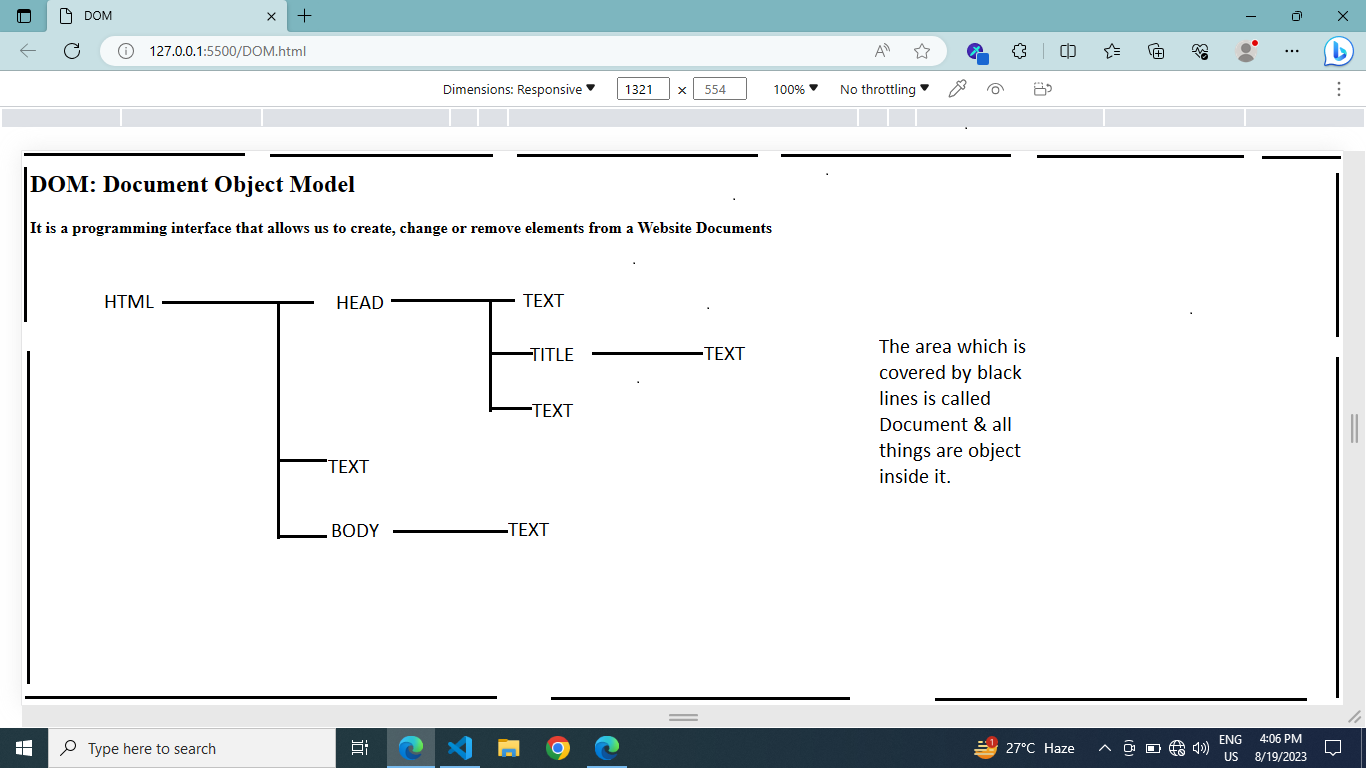 DOM
127.0.0.1:5500/DOM.html
Dimensions: Responsive 1321 × 554 100% No throttling
DOM: Document Object Model
It is a programming interface that allows us to create, change or remove elements from a Website Documents
HTML HEAD TEXT
TITLE TEXT
TEXT
TEXT
BODY TEXT
The area which is
covered by black
lines is called
Document & all
things are object
inside it.
Type here to search
1
27°C Haze
ENG
US
4:06 PM
8/19/2023